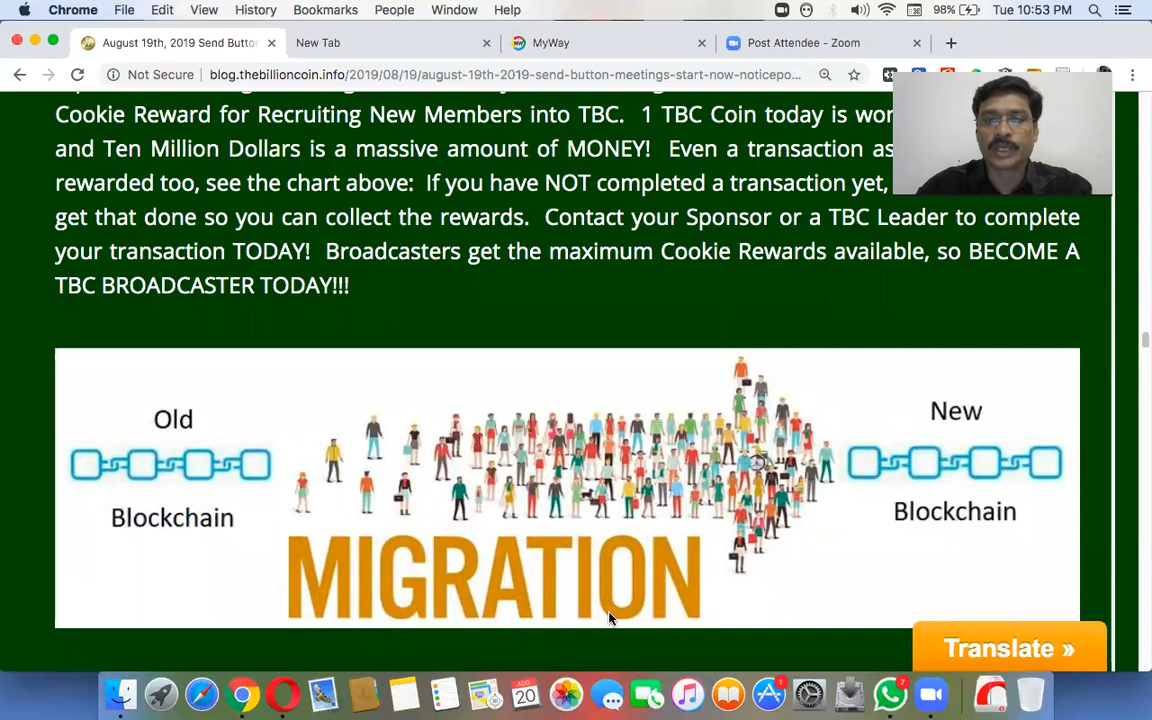 Chrome File Edit View History Bookmarks People Window Help 98% Tue 10:53 PM
August 19th, 2019 Send Butto New Tab MyWay Post Attendee - Zoom
Not Secure blog.thebillioncoin.info/2019/08/19/august-19th-2019-send-button-meetings-start-now-noticepo...
Cookie Reward for Recruiting New Members into TBC. 1 TBC Coin today is wor
and Ten Million Dollars is a massive amount of MONEY! Even a transaction as
rewarded too, see the chart above: If you have NOT completed a transaction yet,
get that done so you can collect the rewards. Contact your Sponsor or a TBC Leader to complete
your transaction TODAY! Broadcasters get the maximum Cookie Rewards available, so BECOME A
TBC BROADCASTER TODAY!!!
Old New
Blockchain Blockchain
MIGRATION
Translate »
AUG
20
1
7